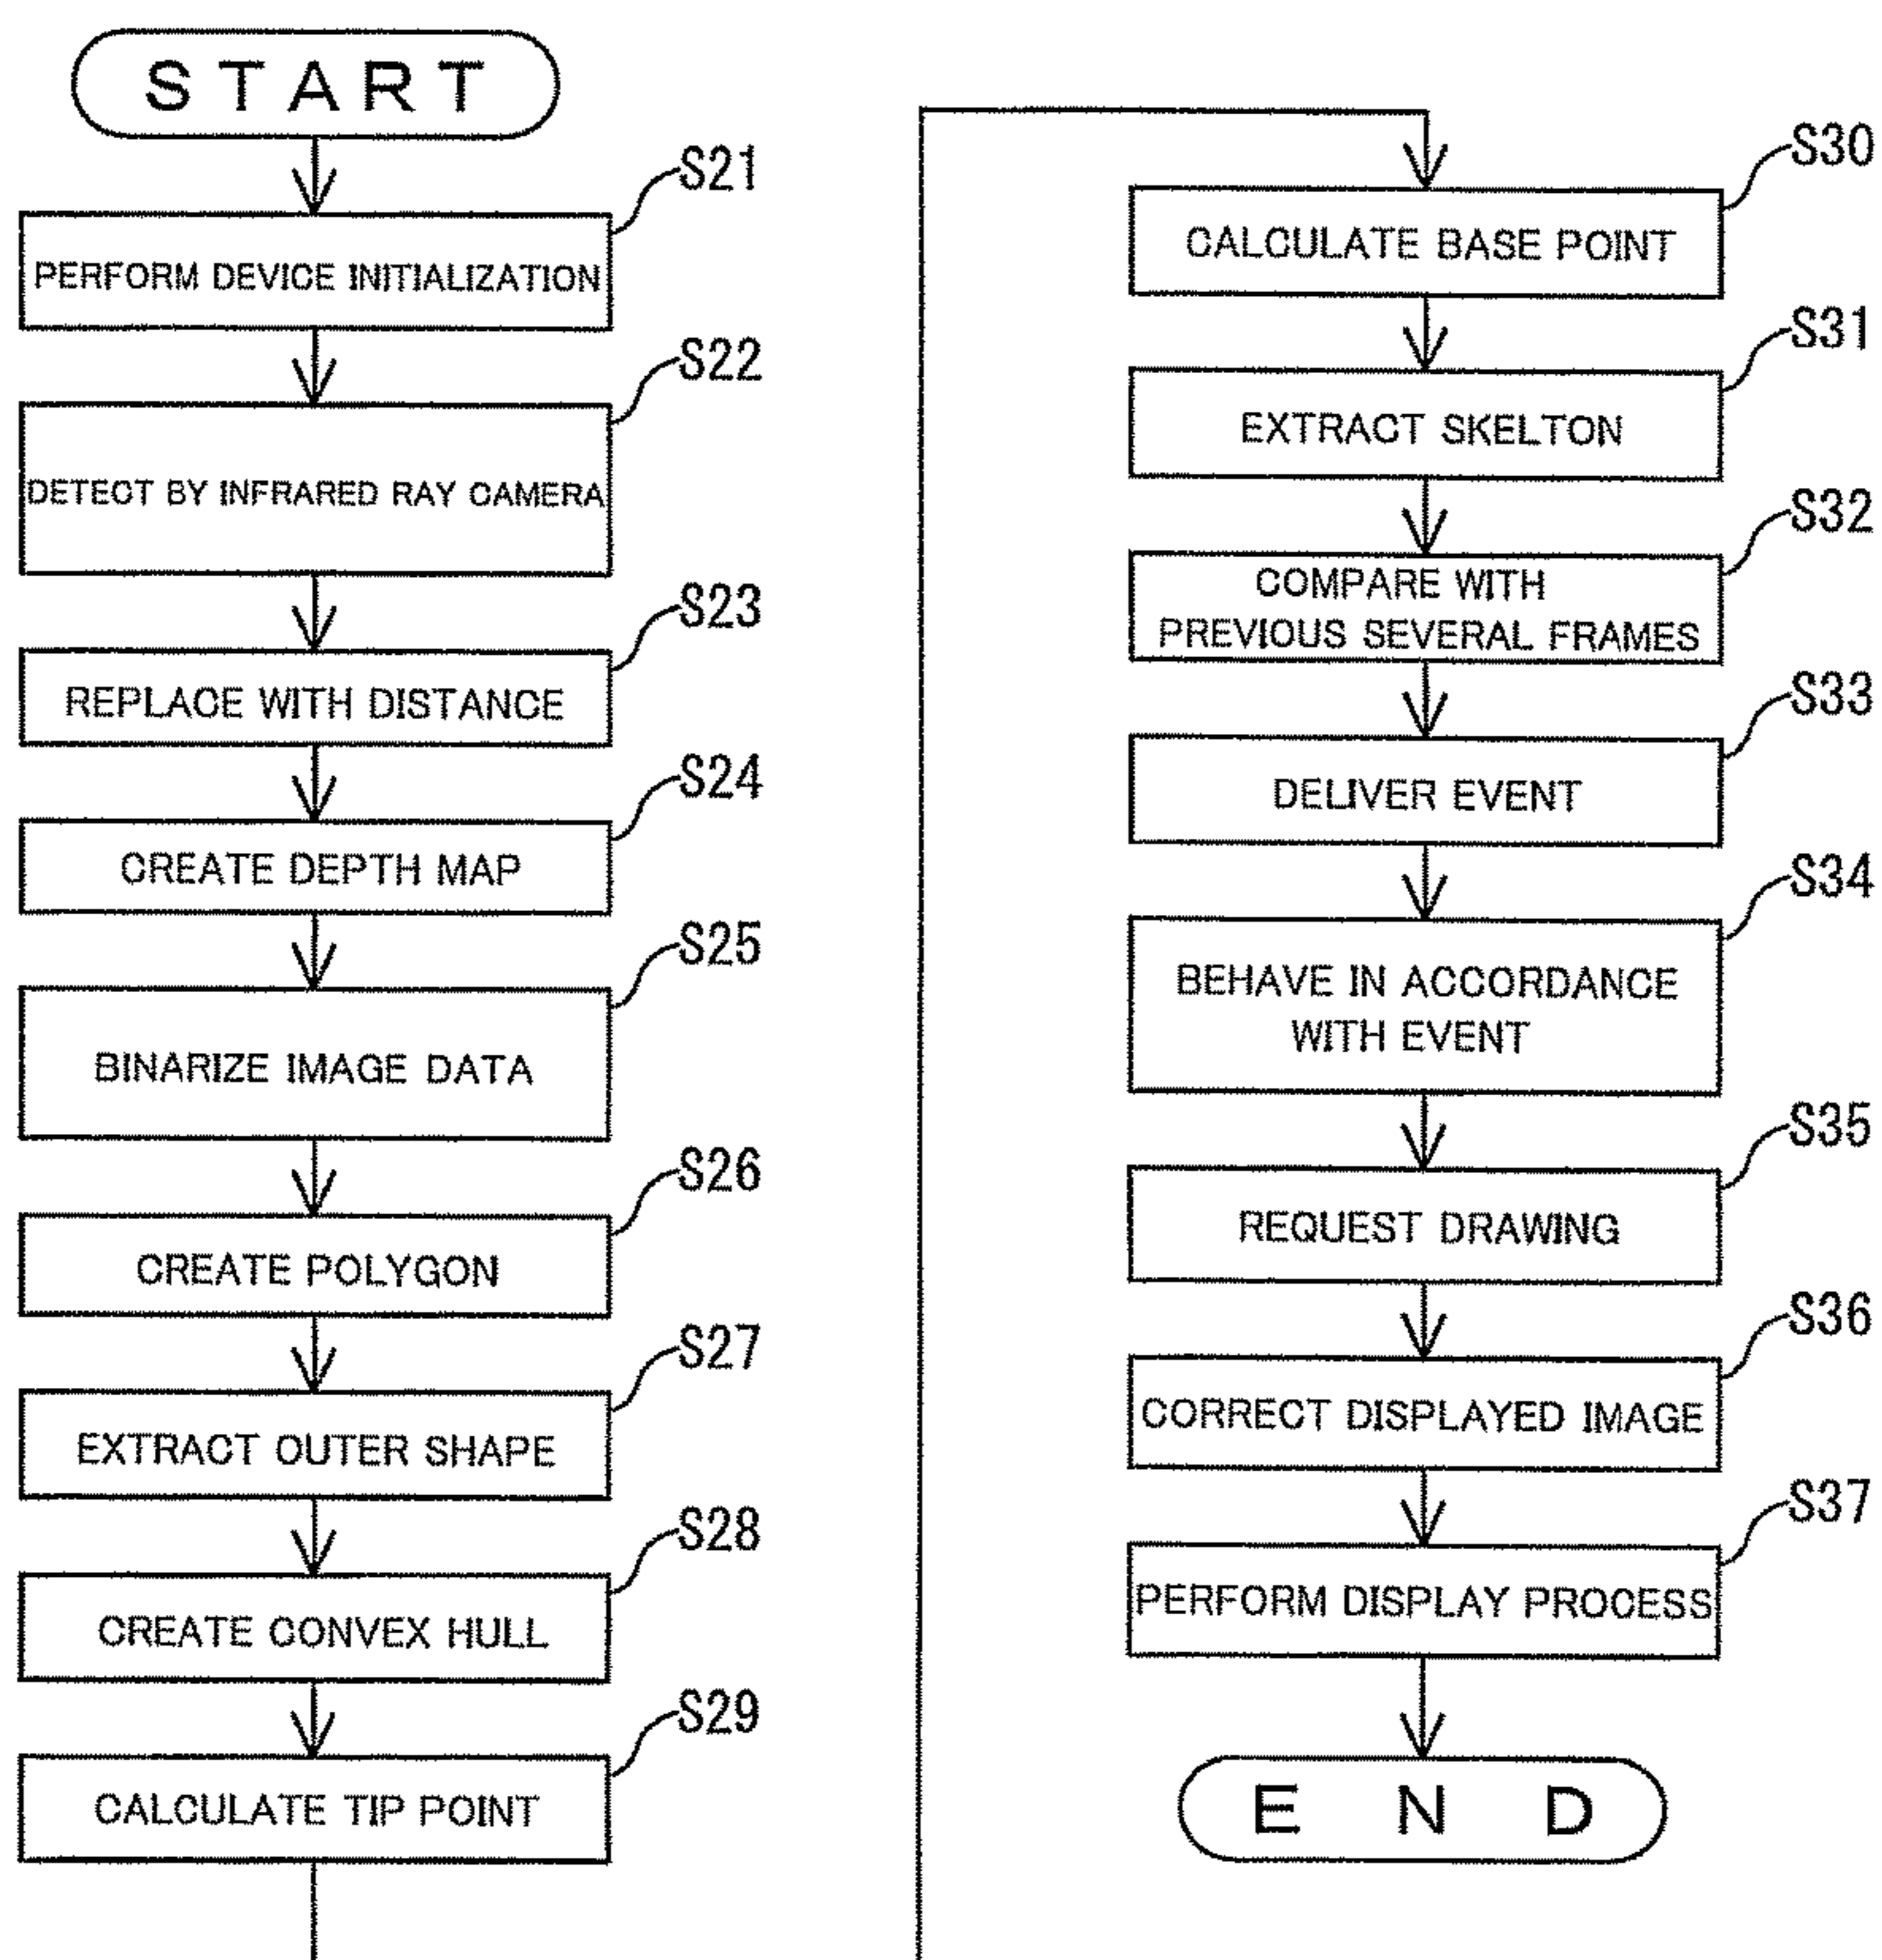 START
S21
PERFORM DEVICE INITIALIZATION
S22
DETECT BY INFRARED RAY CAMERA
S23
REPLACE WITH DISTANCE
S24
CREATE DEPTH MAP
S25
BINARIZE IMAGE DATA
S26
CREATE POLYGON
S27
EXTRACT OUTER SHAPE
S28
CREATE CONVEX HULL
S29
CALCULATE TIP POINT
S30
CALCULATE BASE POINT
S31
EXTRACT SKELTON
S32
COMPARE WITH
PREVIOUS SEVERAL FRAMES
S33
DELIVER EVENT
S34
BEHAVE IN ACCORDANCE
WITH EVENT
S35
REQUEST DRAWING
S36
CORRECT DISPLAYED IMAGE
S37
PERFORM DISPLAY PROCESS
END